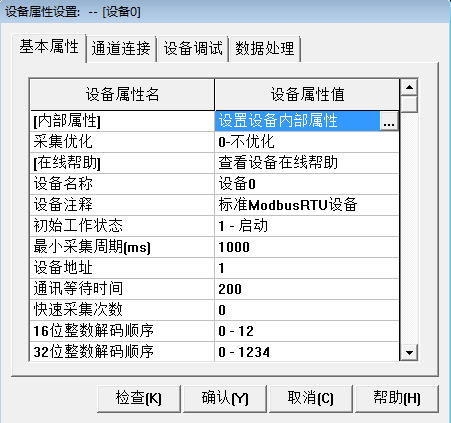 设备属性设置: -- [设备0]
基本属性 通道连接 设备调试 数据处理
设备属性名 设备属性值
[内部属性] 设置设备内部属性 ...
采集优化 0-不优化
[在线帮助] 查看设备在线帮助
设备名称 设备0
设备注释 标准ModbusRTU设备
初始工作状态 1 - 启动
最小采集周期(ms) 1000
设备地址 1
通讯等待时间 200
快速采集次数 0
16位整数解码顺序 0 - 12
32位整数解码顺序 0 - 1234
检查(K) 确认(Y) 取消(C) 帮助(H)